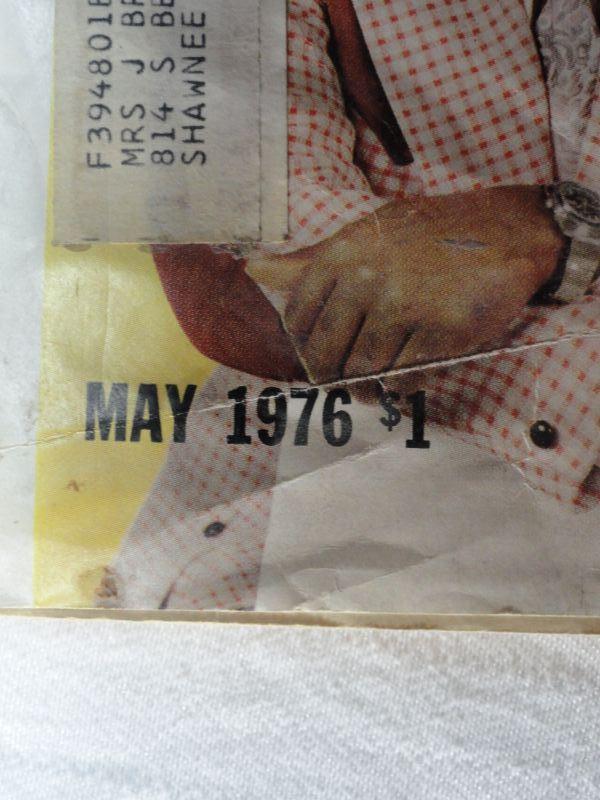 F394801
MRS J
814 S
SHAWNEE
MAY 1976 $1